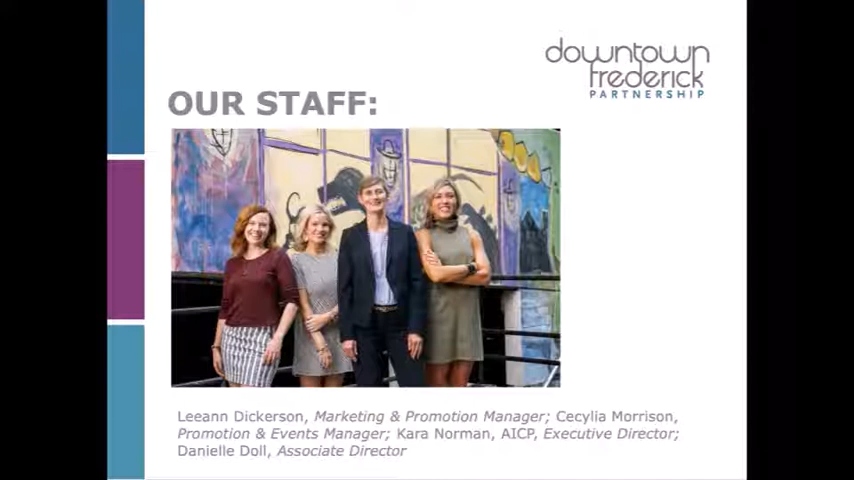 downtown
frederick
PARTNERSHIP
OUR STAFF:
Leeann Dickerson, Marketing & Promotion Manager; Cecylia Morrison,
Promotion & Events Manager; Kara Norman, AICP, Executive Director;
Danielle Doll, Associate Director